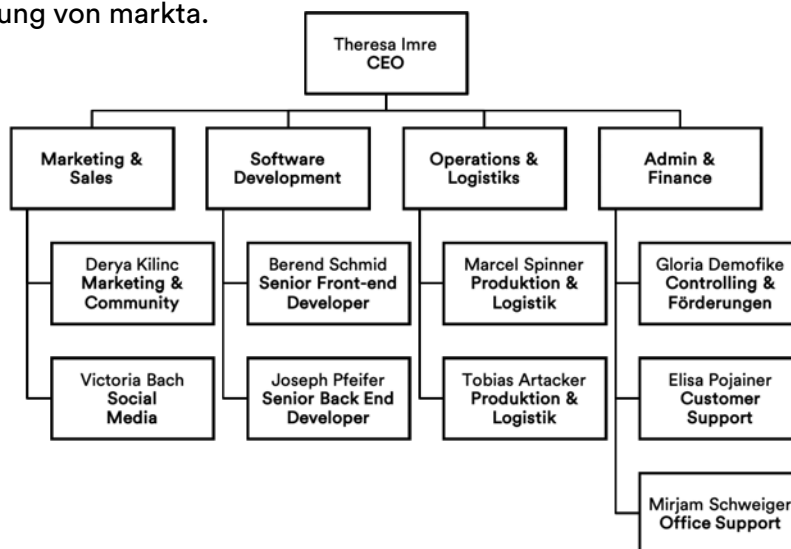 ung von markta.
Theresa Imre
CEO
Marketing &
Sales
Software
Development
Operations &
Logistiks
Admin &
Finance
Derya Kilinc
Marketing &
Community
Berend Schmid
Senior Front-end
Developer
Marcel Spinner
Produktion &
Logistik
Gloria Demofike
Controlling &
Förderungen
Victoria Bach
Social
Media
Joseph Pfeifer
Senior Back End
Developer
Tobias Artacker
Produktion &
Logistik
Elisa Pojainer
Customer
Support
Mirjam Schweiger
Office Support